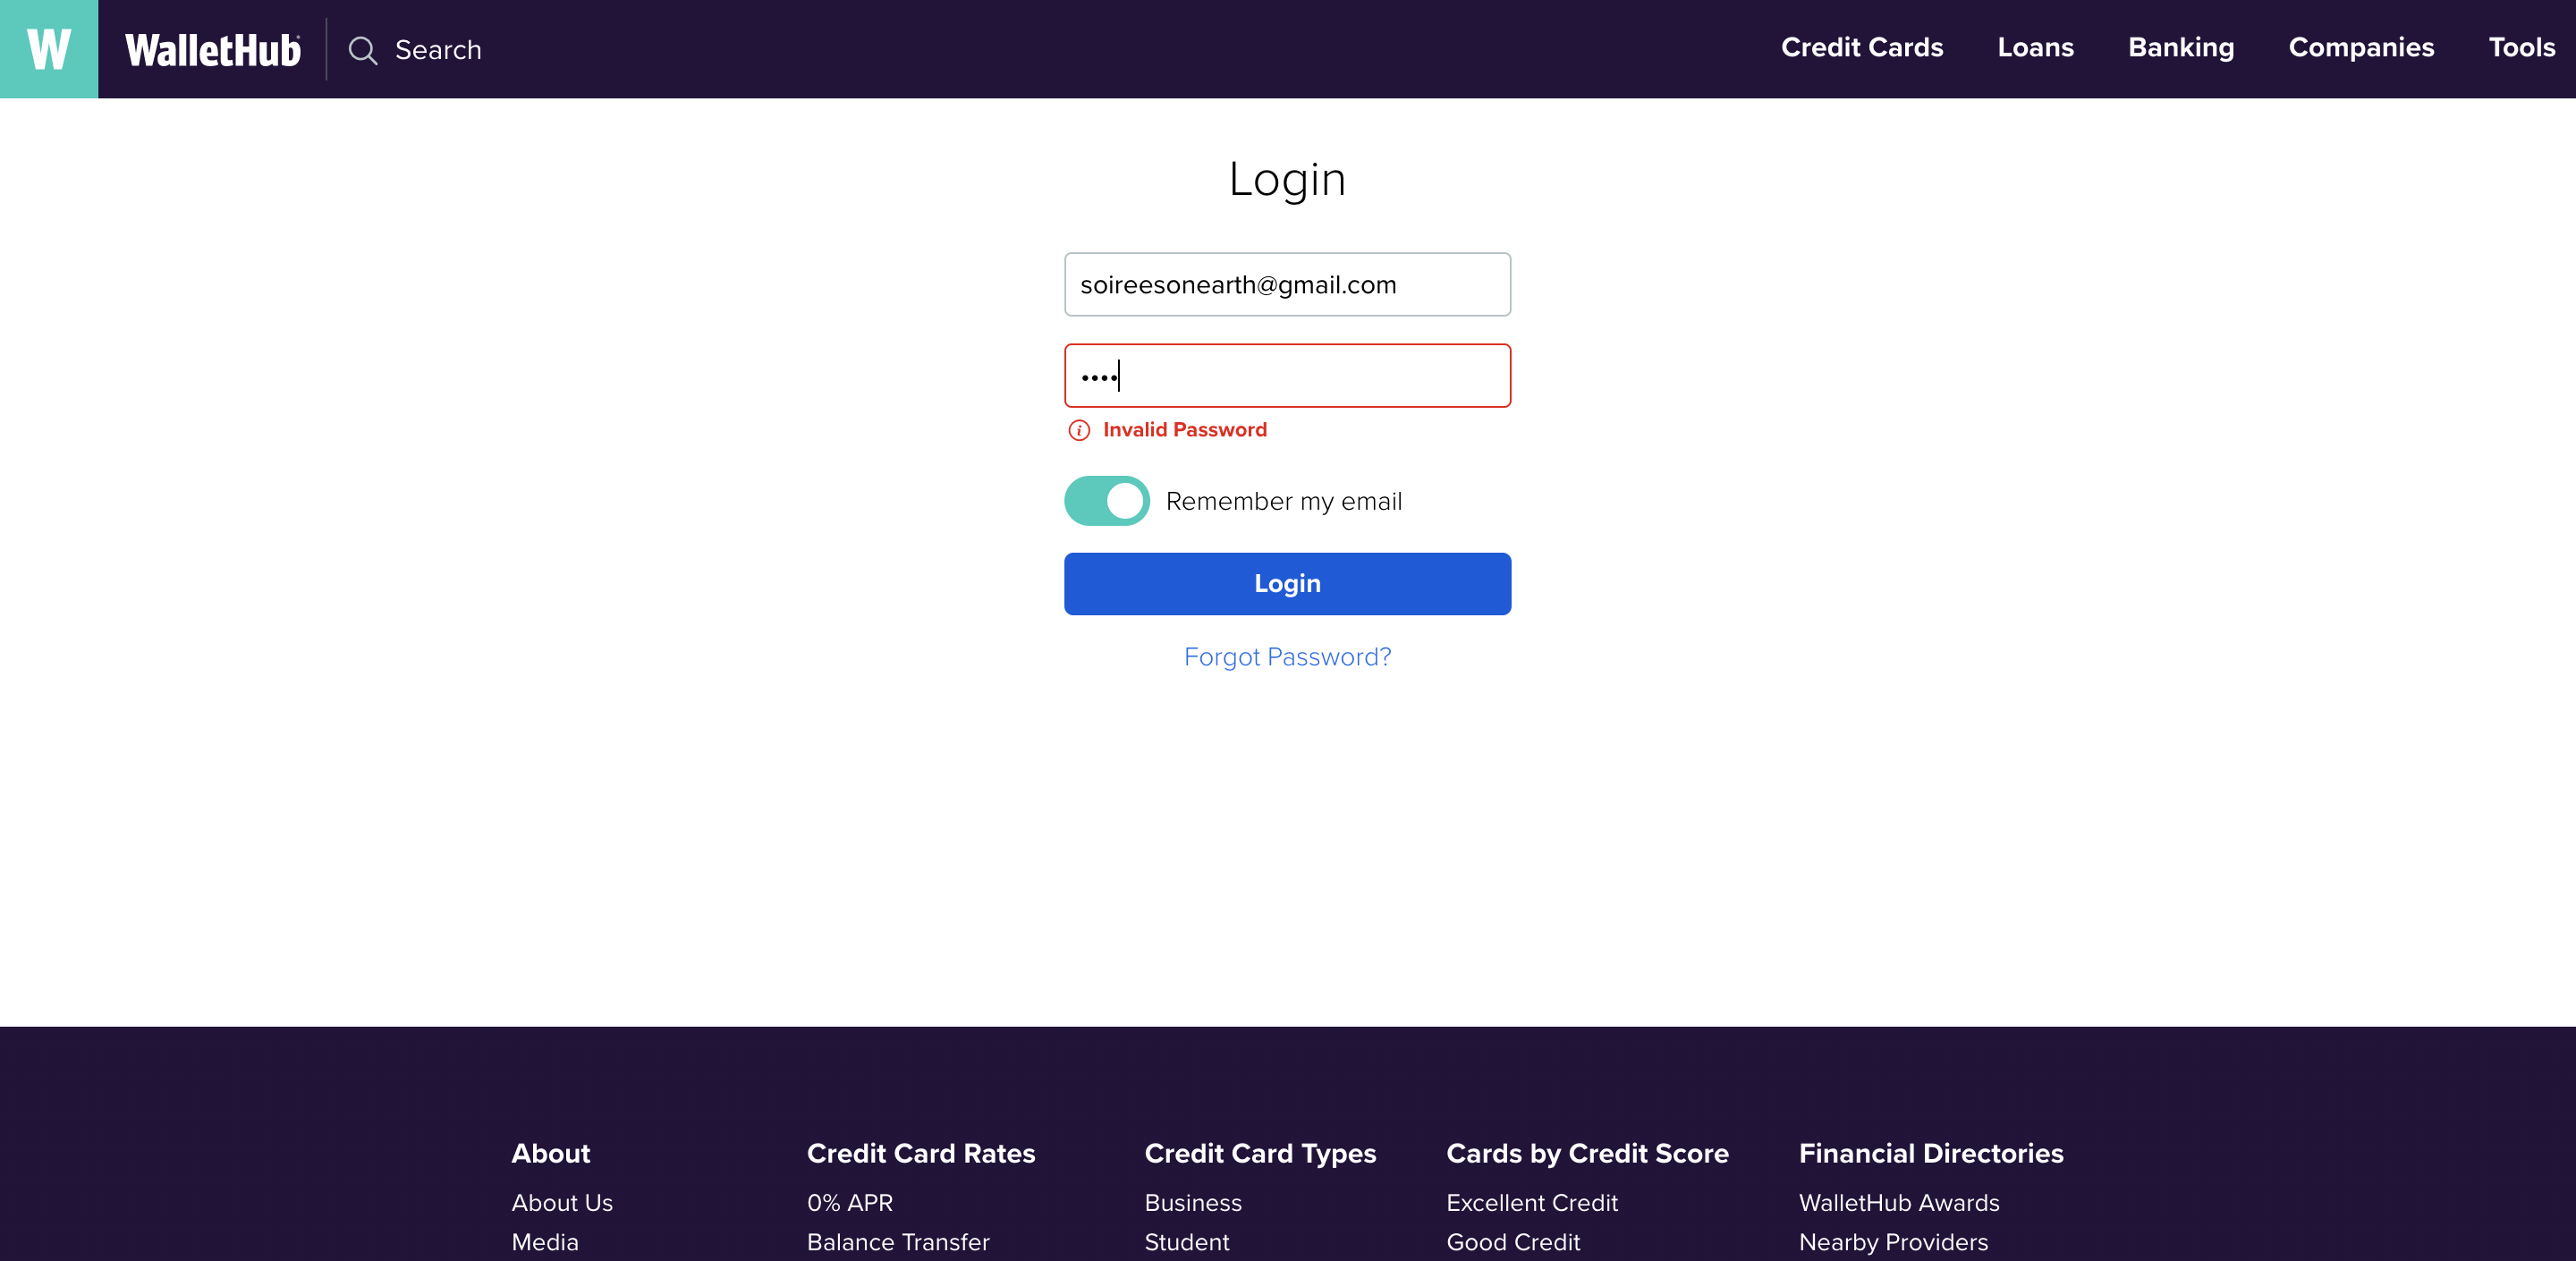 W WalletHub Search Credit Cards Loans Banking Companies Tools
Login
soireesonearth@gmail.com
••••
Invalid Password
Remember my email
Login
Forgot Password?
About Credit Card Rates Credit Card Types Cards by Credit Score Financial Directories
About Us 0% APR Business Excellent Credit WalletHub Awards
Media Balance Transfer Student Good Credit Nearby Providers